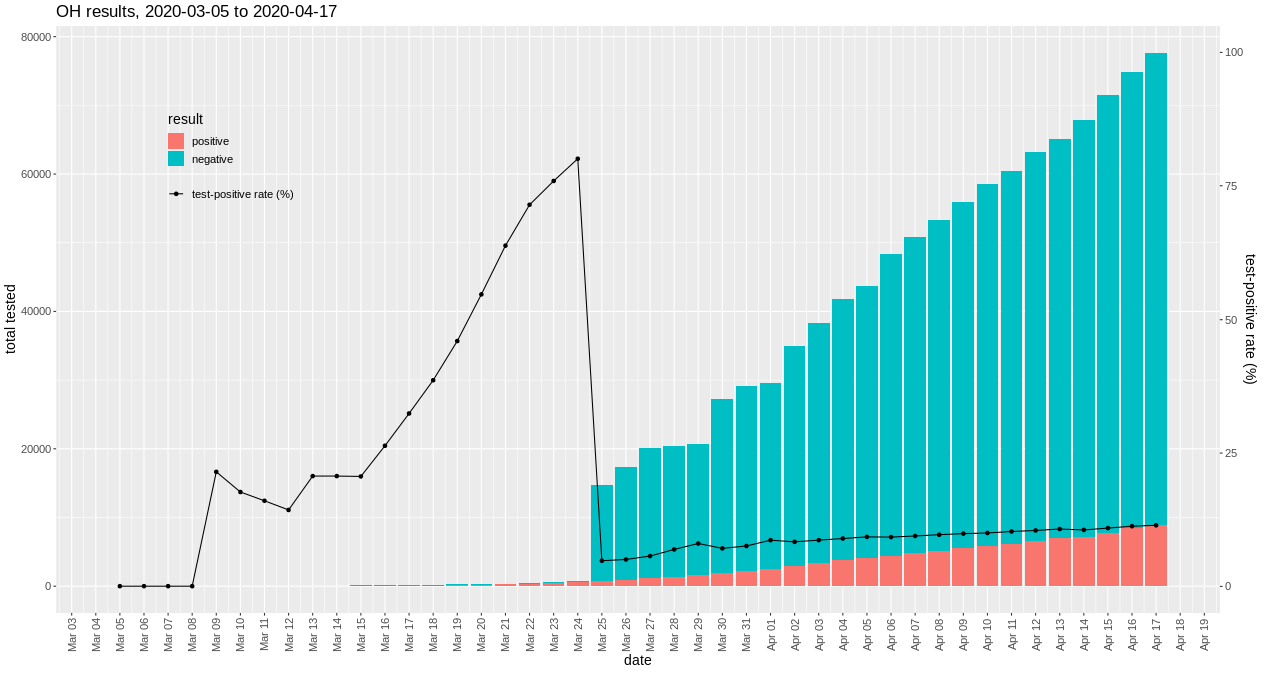 OH results, 2020-03-05 to 2020-04-17
80000
60000
40000
20000
0
total tested
result
positive
negative
test-positive rate (%)
100
75
50
25
0
test-positive rate (%)
Mar 03
Mar 04
Mar 05
Mar 06
Mar 07
Mar 08
Mar 09
Mar 10
Mar 11
Mar 12
Mar 13
Mar 14
Mar 15
Mar 16
Mar 17
Mar 18
Mar 19
Mar 20
Mar 21
Mar 22
Mar 23
Mar 24
Mar 25
Mar 26
Mar 27
Mar 28
Mar 29
Mar 30
Mar 31
Apr 01
Apr 02
Apr 03
Apr 04
Apr 05
Apr 06
Apr 07
Apr 08
Apr 09
Apr 10
Apr 11
Apr 12
Apr 13
Apr 14
Apr 15
Apr 16
Apr 17
Apr 18
Apr 19
date